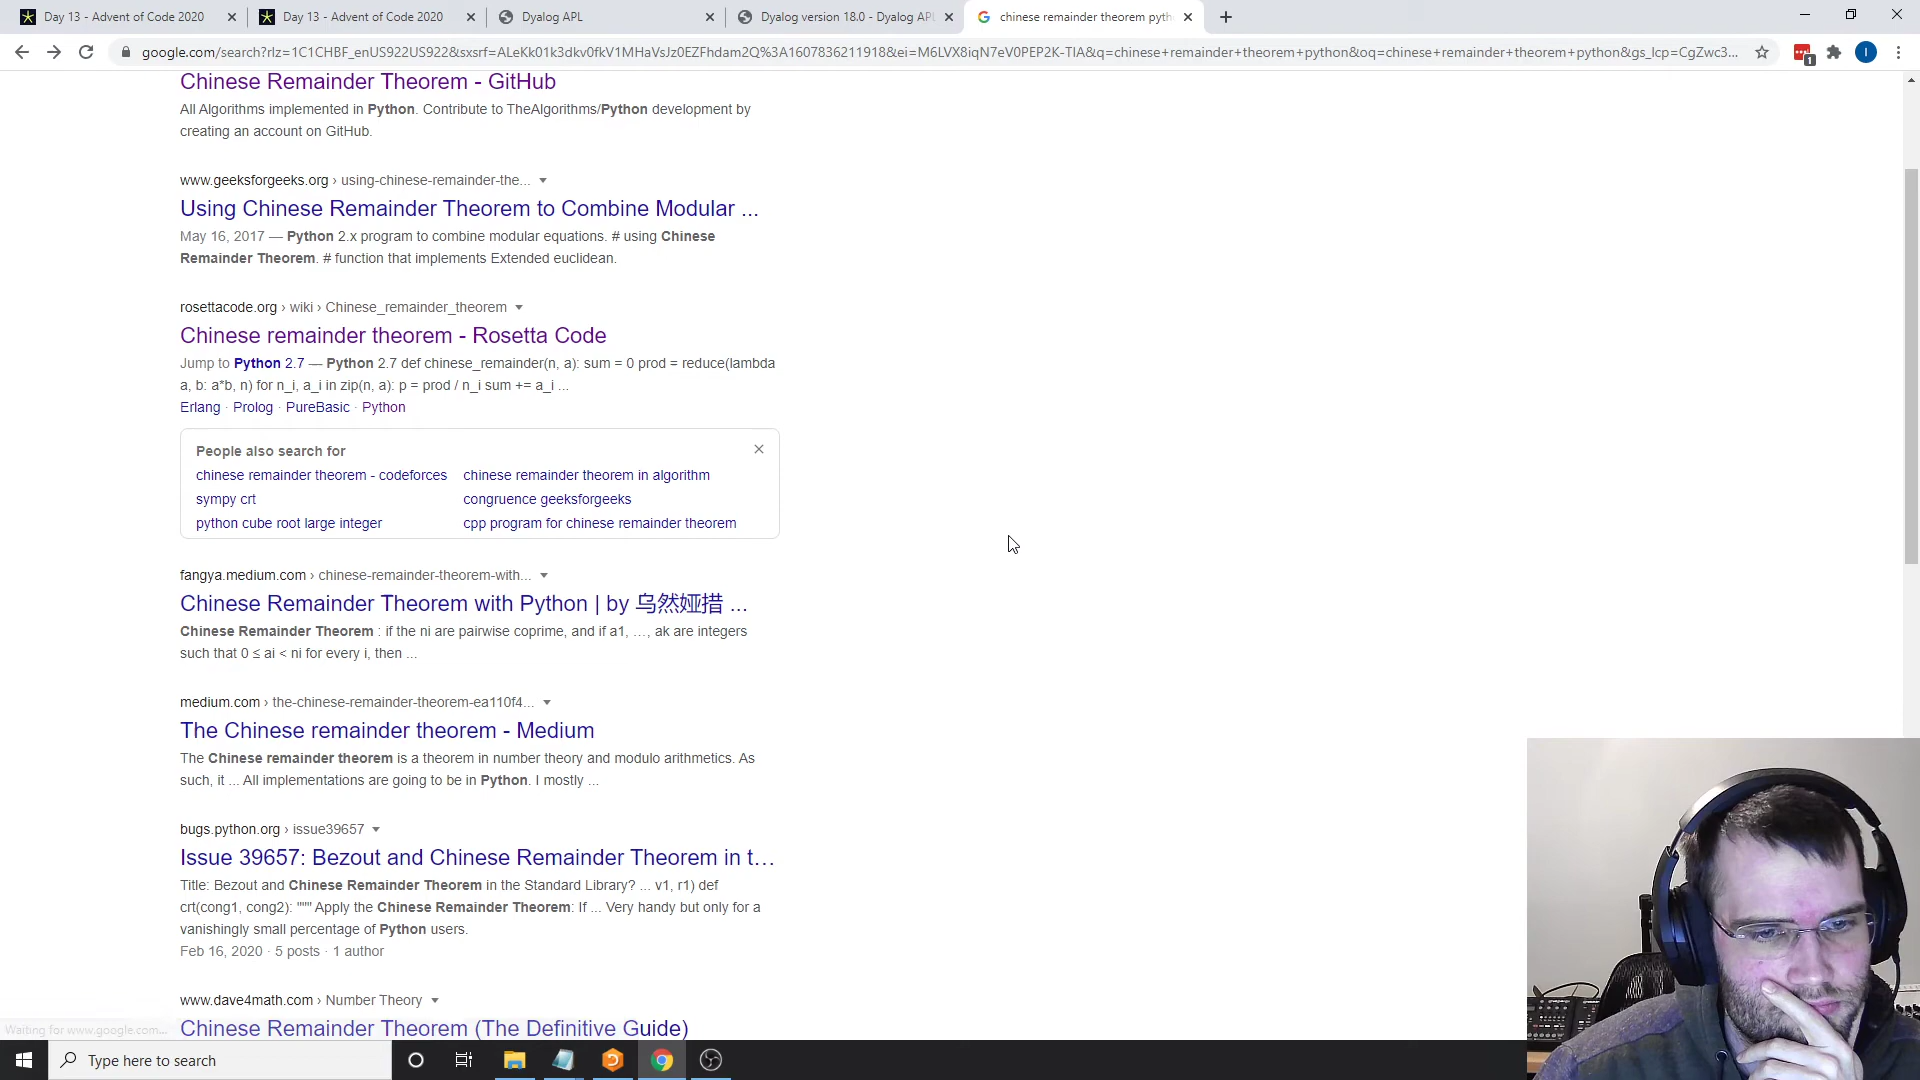 Day 13 - Advent of Code 2020
Day 13 - Advent of Code 2020
Dyalog APL
Dyalog version 18.0 - Dyalog APL
chinese remainder theorem pyth
google.com/search?rlz=1C1CHBF_enUS922US922&sxsrf=ALeKk01k3dkv0fkV1MHaVsJz0EZFhdam2Q%3A1607836211918&ei=M6LVX8iqN7eV0PEP2K-TIA&q=chinese+remainder+theorem+python&oq=chinese+remainder+theorem+python&gs_lcp=CgZwc3...
1
I
Chinese Remainder Theorem - GitHub
All Algorithms implemented in Python. Contribute to TheAlgorithms/Python development by
creating an account on GitHub.
www.geeksforgeeks.org › using-chinese-remainder-the...
Using Chinese Remainder Theorem to Combine Modular ...
May 16, 2017 — Python 2.x program to combine modular equations. # using Chinese
Remainder Theorem. # function that implements Extended euclidean.
rosettacode.org › wiki › Chinese_remainder_theorem
Chinese remainder theorem - Rosetta Code
Jump to Python 2.7 — Python 2.7 def chinese_remainder(n, a): sum = 0 prod = reduce(lambda
a, b: a*b, n) for n_i, a_i in zip(n, a): p = prod / n_i sum += a_i ...
Erlang · Prolog · PureBasic · Python
People also search for
chinese remainder theorem - codeforces
chinese remainder theorem in algorithm
sympy crt
congruence geeksforgeeks
python cube root large integer
cpp program for chinese remainder theorem
fangya.medium.com › chinese-remainder-theorem-with...
Chinese Remainder Theorem with Python | by 乌然娅措 ...
Chinese Remainder Theorem : if the ni are pairwise coprime, and if a1, …, ak are integers
such that 0 ≤ ai < ni for every i, then ...
medium.com › the-chinese-remainder-theorem-ea110f4...
The Chinese remainder theorem - Medium
The Chinese remainder theorem is a theorem in number theory and modulo arithmetics. As
such, it ... All implementations are going to be in Python. I mostly ...
bugs.python.org › issue39657
Issue 39657: Bezout and Chinese Remainder Theorem in t...
Title: Bezout and Chinese Remainder Theorem in the Standard Library? ... v1, r1) def
crt(cong1, cong2): """ Apply the Chinese Remainder Theorem: If ... Very handy but only for a
vanishingly small percentage of Python users.
Feb 16, 2020 · 5 posts · 1 author
www.dave4math.com › Number Theory
Chinese Remainder Theorem (The Definitive Guide)
Waiting for www.google.com...
Type here to search